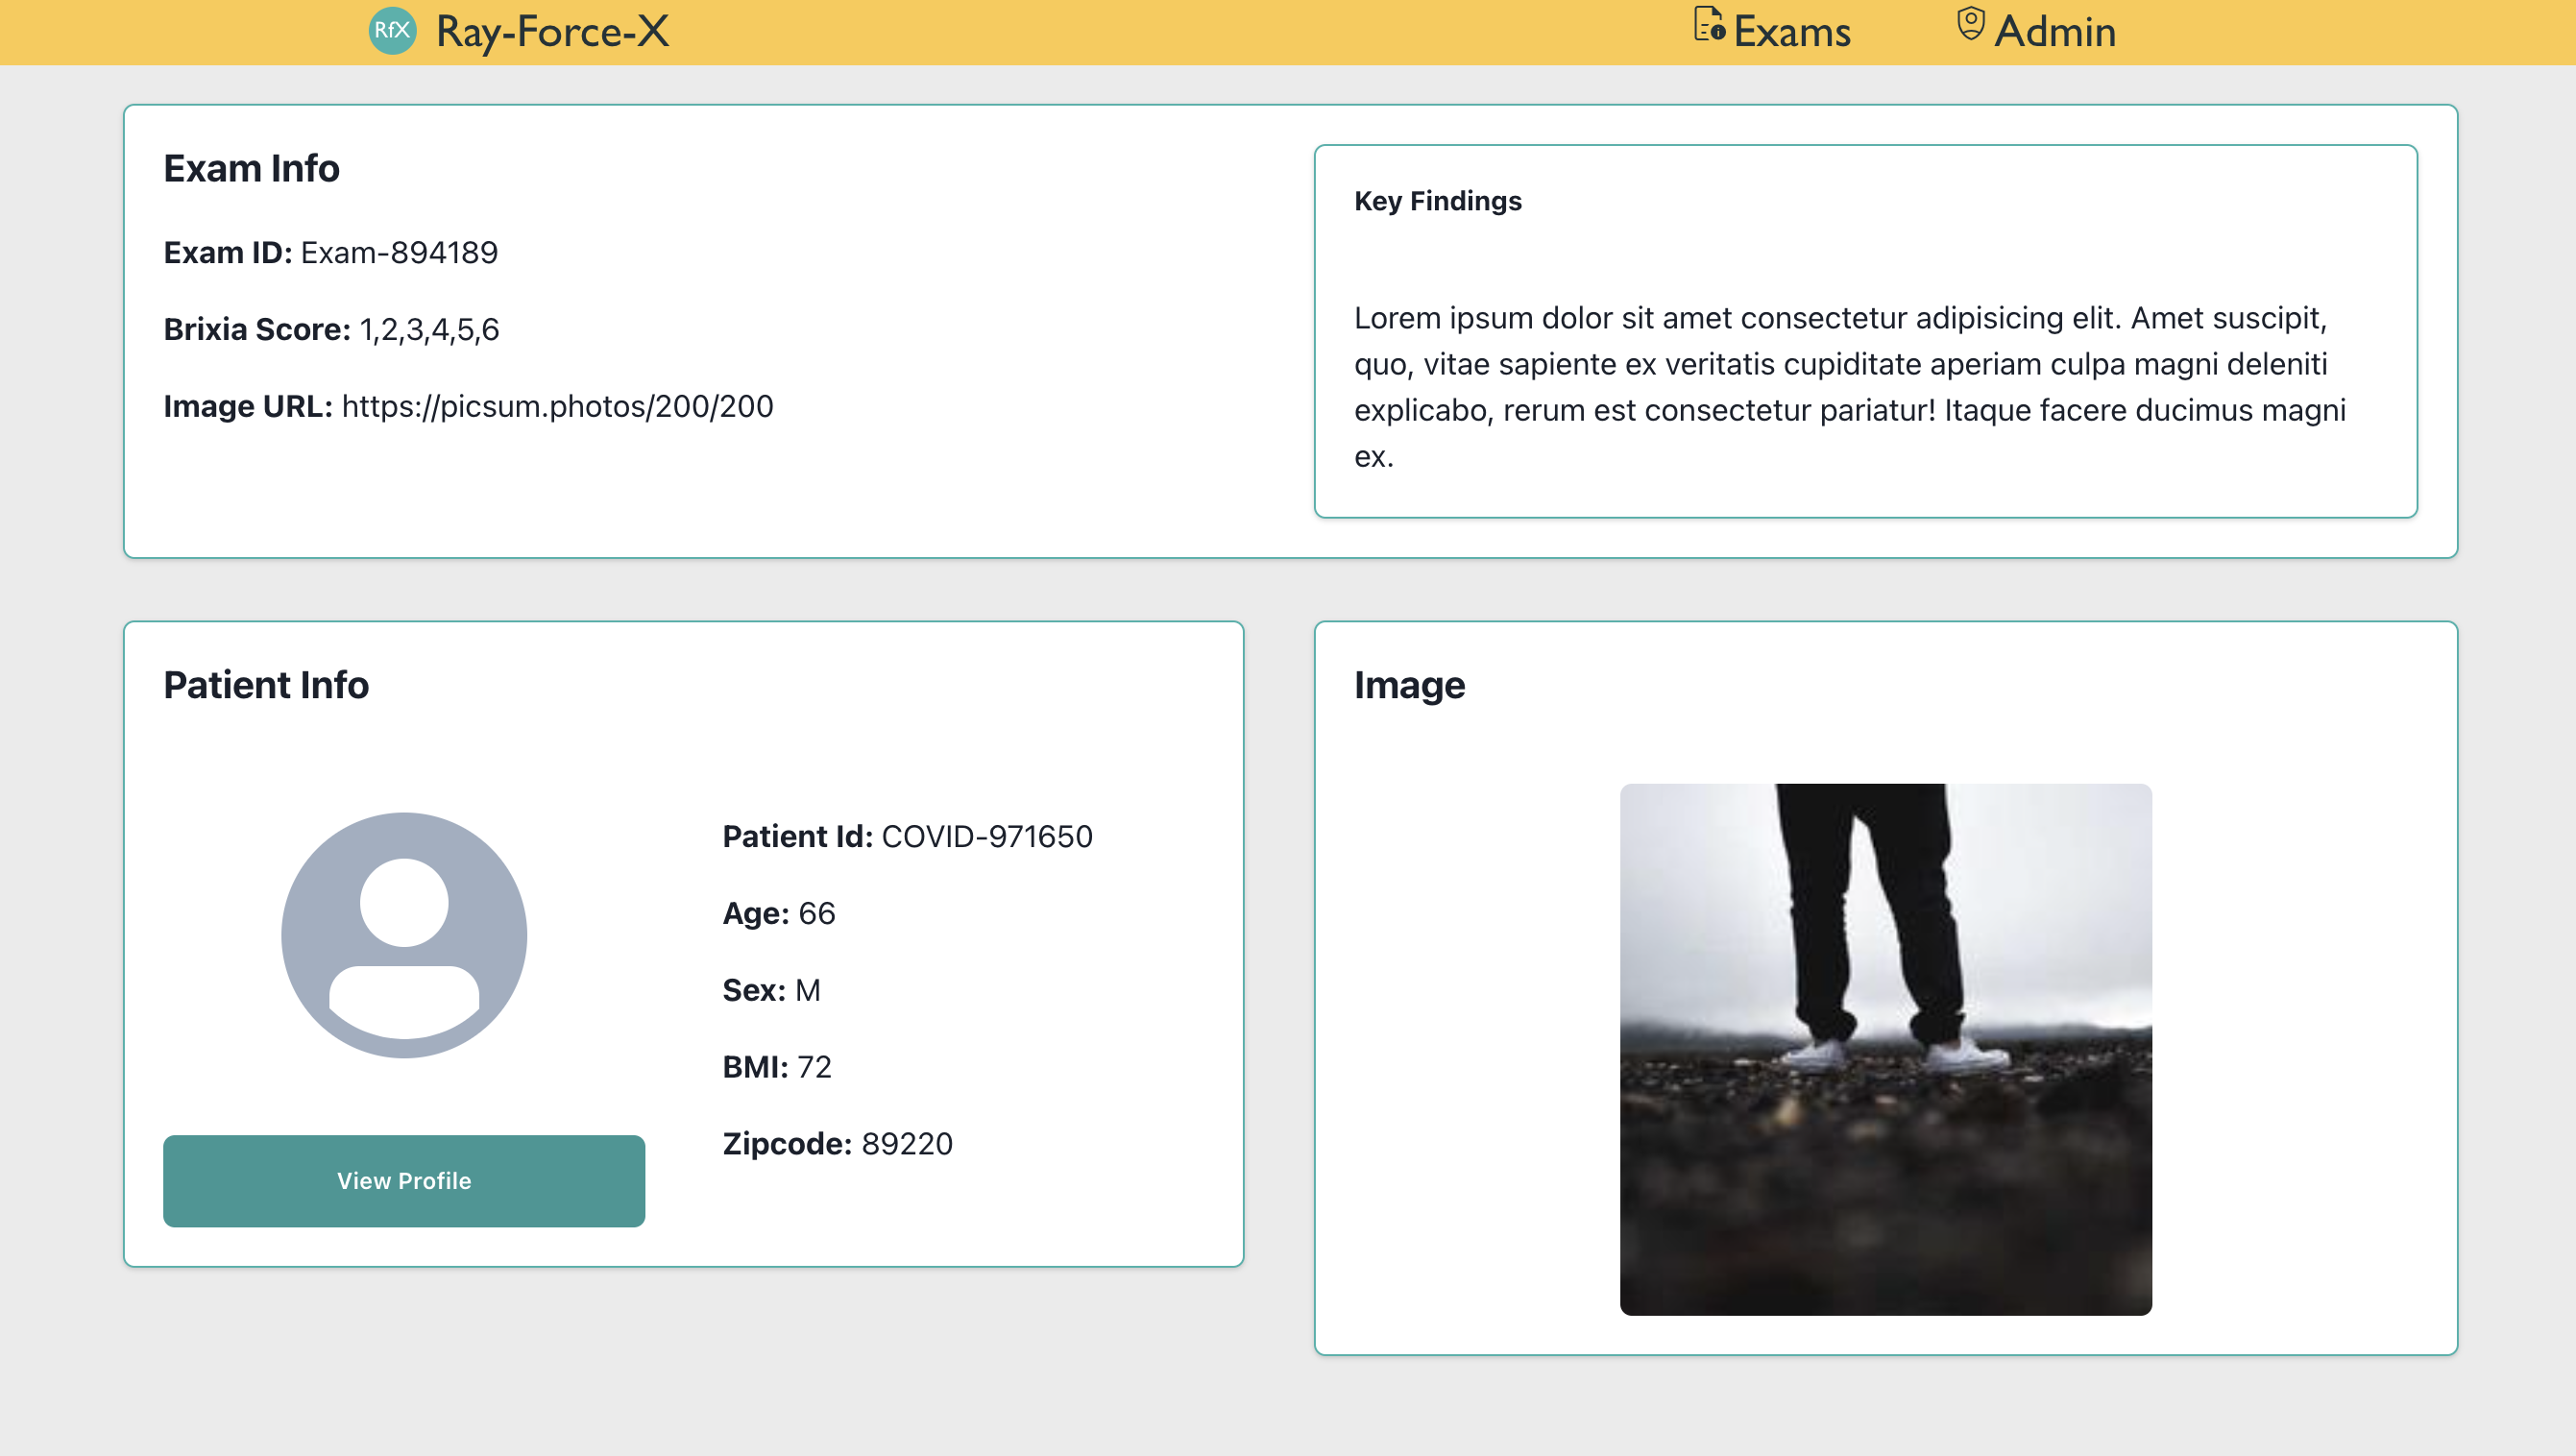 RfX Ray-Force-X Exams Admin
Exam Info
Exam ID: Exam-894189
Brixia Score: 1,2,3,4,5,6
Image URL: https://picsum.photos/200/200
Key Findings
Lorem ipsum dolor sit amet consectetur adipisicing elit. Amet suscipit,
quo, vitae sapiente ex veritatis cupiditate aperiam culpa magni deleniti
explicabo, rerum est consectetur pariatur! Itaque facere ducimus magni
ex.
Patient Info
Patient Id: COVID-971650
Age: 66
Sex: M
BMI: 72
Zipcode: 89220
View Profile
Image